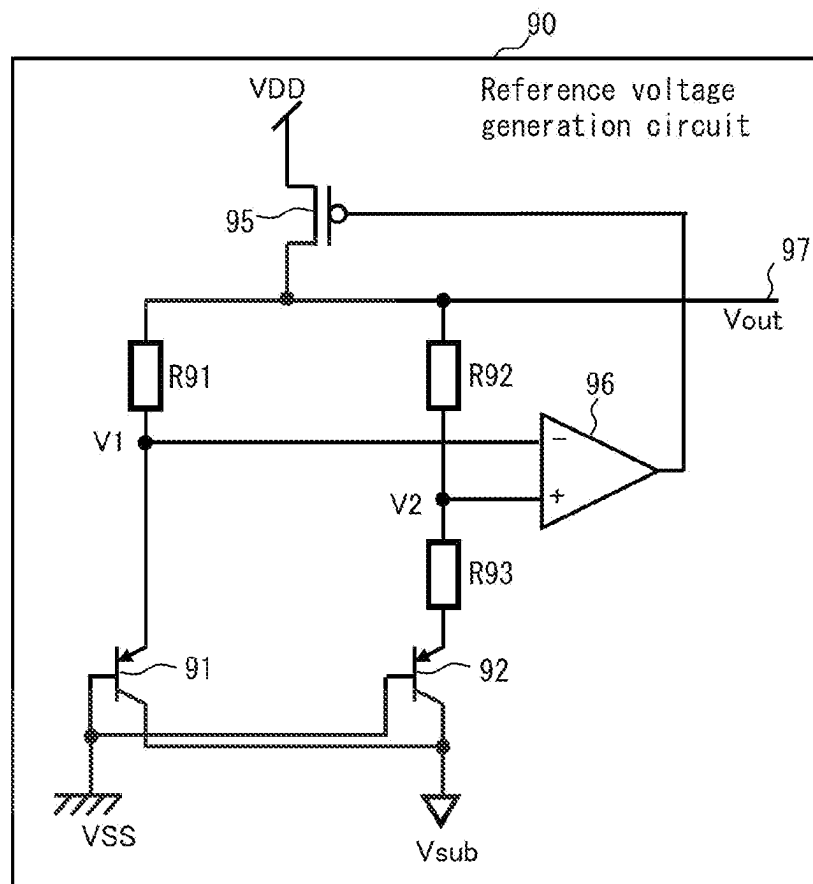 90
VDD
Reference voltage
generation circuit
95
97
Vout
R91
R92
96
V1
−
V2
+
R93
91
92
VSS
Vsub